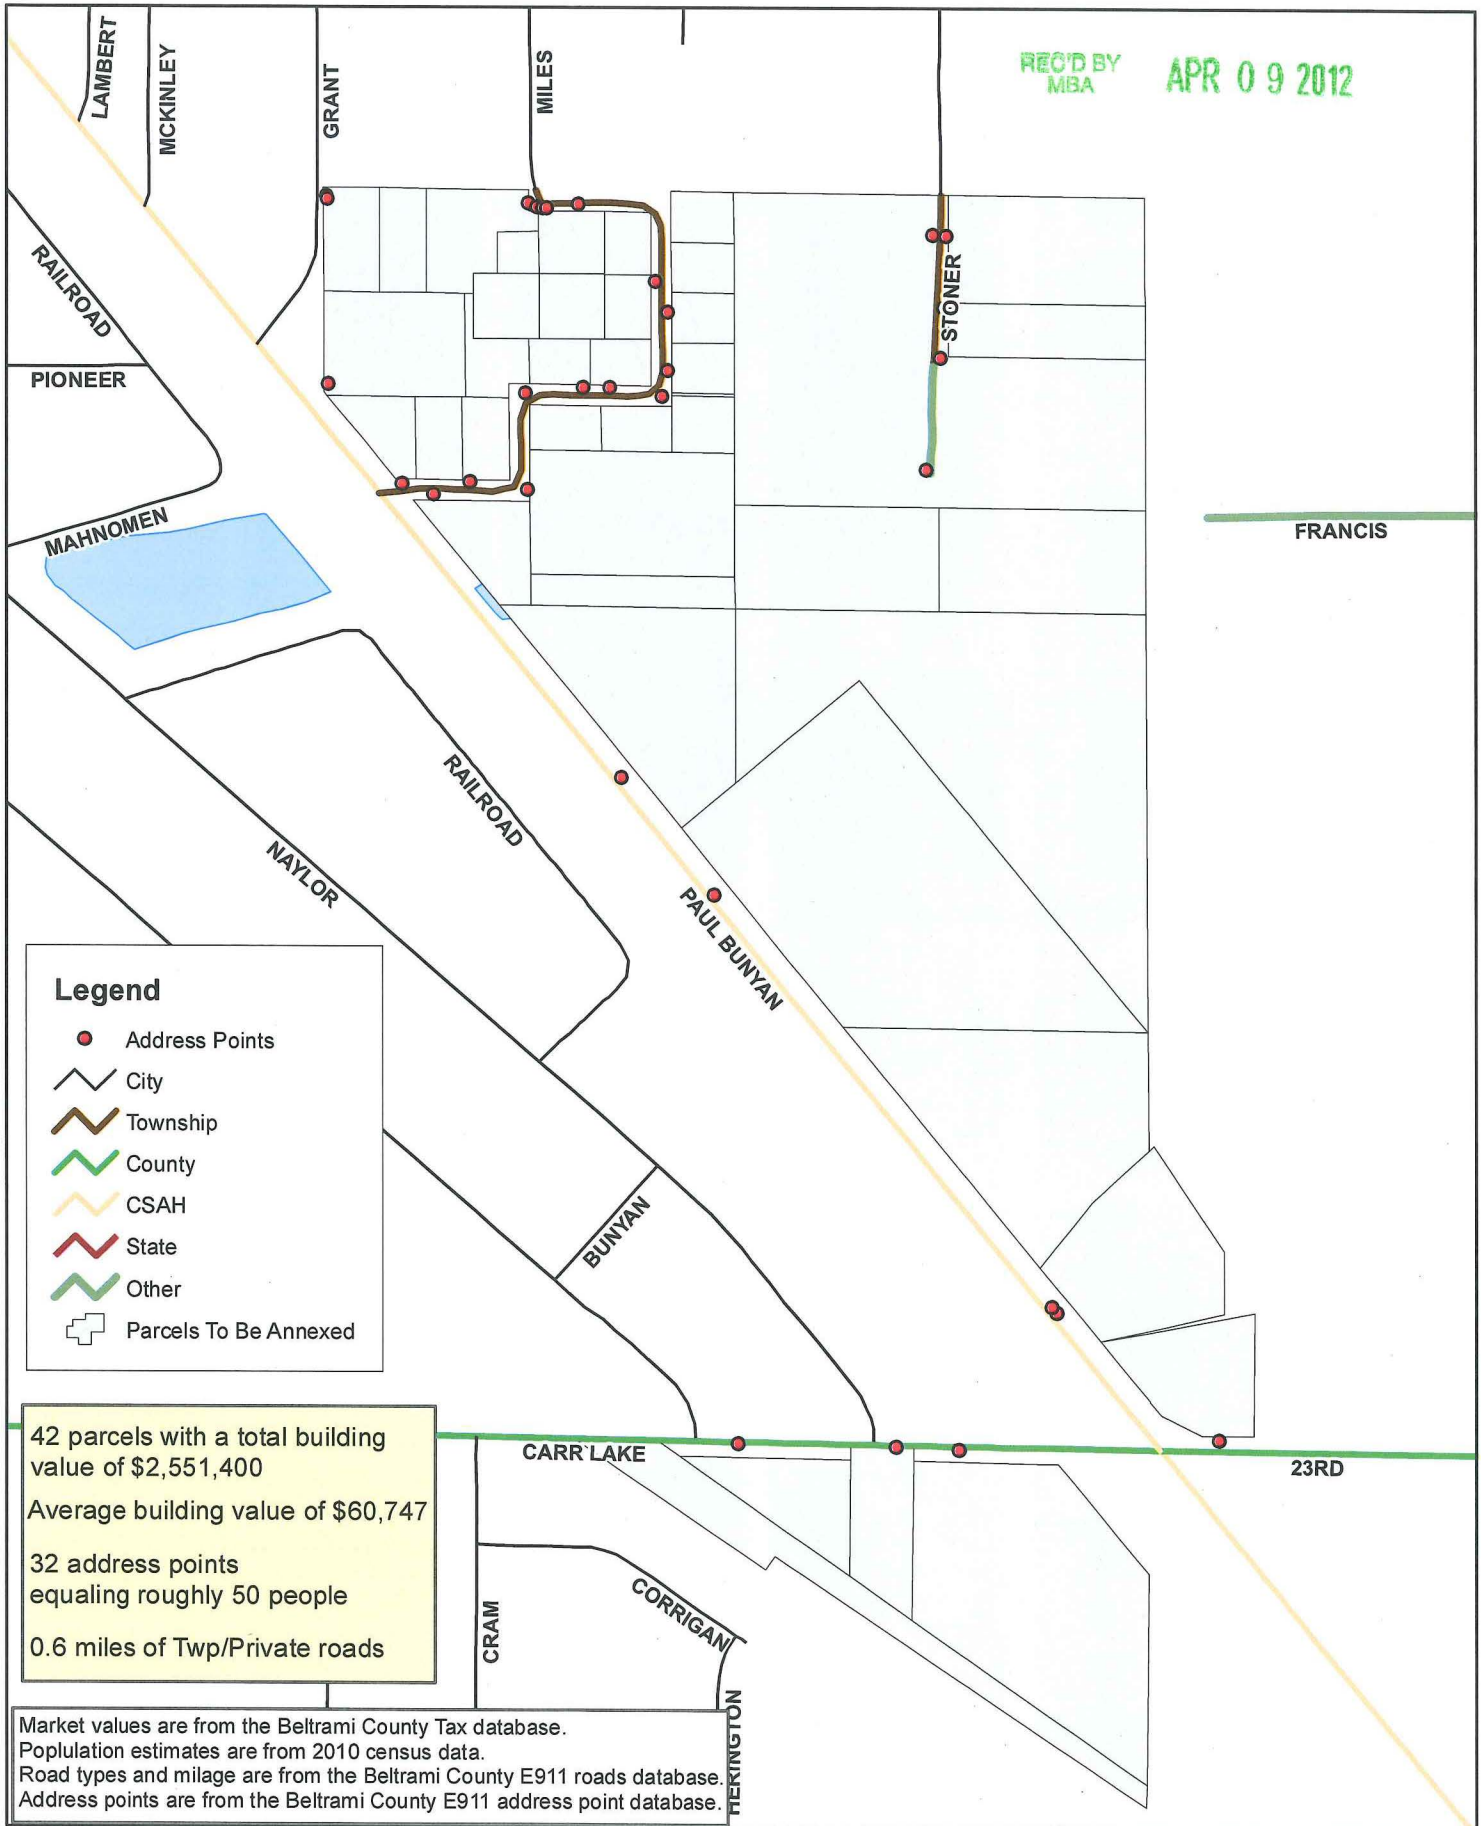 LAMBERT
MCKINLEY
GRANT
MILES
REC'D BY
MBA
APR 09 2012
RAILROAD
STONER
PIONEER
MAHNOMEN
FRANCIS
RAILROAD
NAYLOR
PAUL BUNYAN
Legend
Address Points
City
Township
County
CSAH
State
Other
Parcels To Be Annexed
BUNYAN
42 parcels with a total building
value of $2,551,400
Average building value of $60,747
32 address points
equaling roughly 50 people
0.6 miles of Twp/Private roads
CARR LAKE
23RD
CRAM
CORRIGAN
HERINGTON
Market values are from the Beltrami County Tax database.
Poplulation estimates are from 2010 census data.
Road types and milage are from the Beltrami County E911 roads database.
Address points are from the Beltrami County E911 address point database.